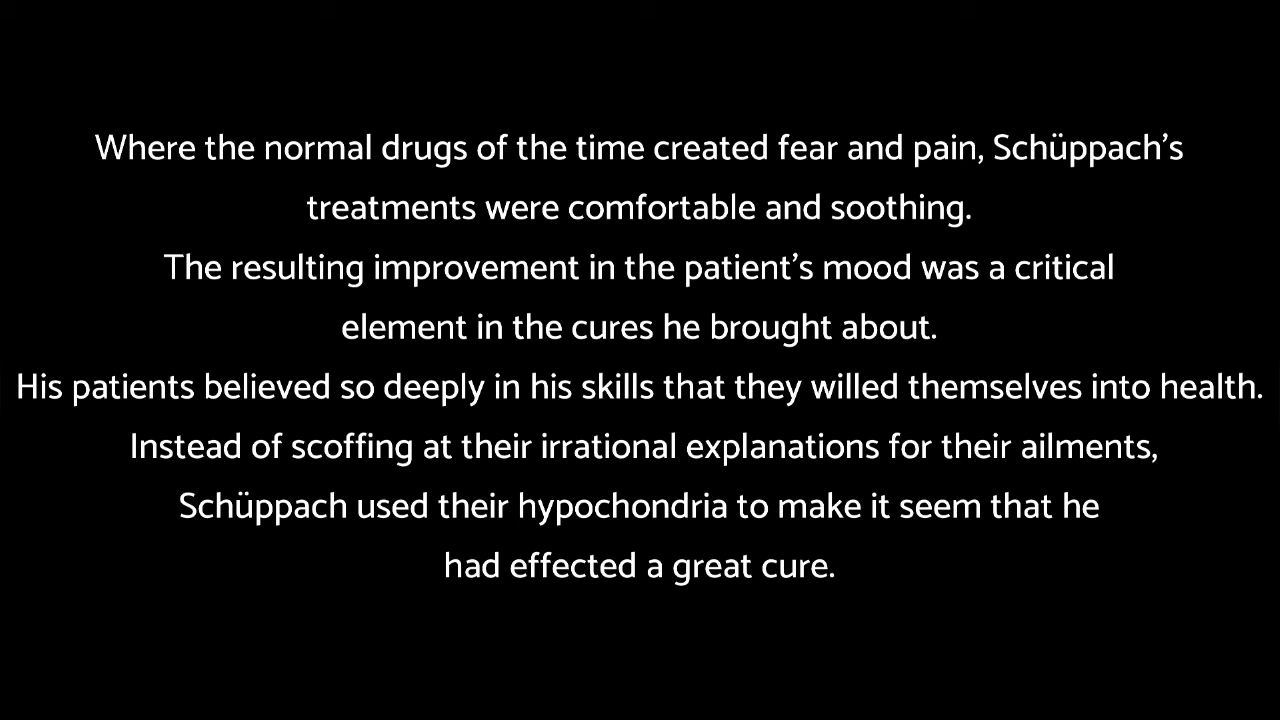 Where the normal drugs of the time created fear and pain, Schüppach’s
treatments were comfortable and soothing.
The resulting improvement in the patient’s mood was a critical
element in the cures he brought about.
His patients believed so deeply in his skills that they willed themselves into health.
Instead of scoffing at their irrational explanations for their ailments,
Schüppach used their hypochondria to make it seem that he
had effected a great cure.